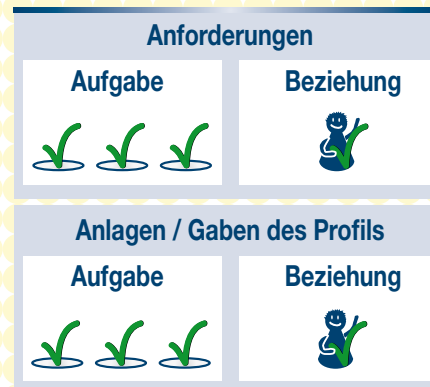 Anforderungen
Aufgabe Beziehung
Anlagen / Gaben des Profils
Aufgabe Beziehung